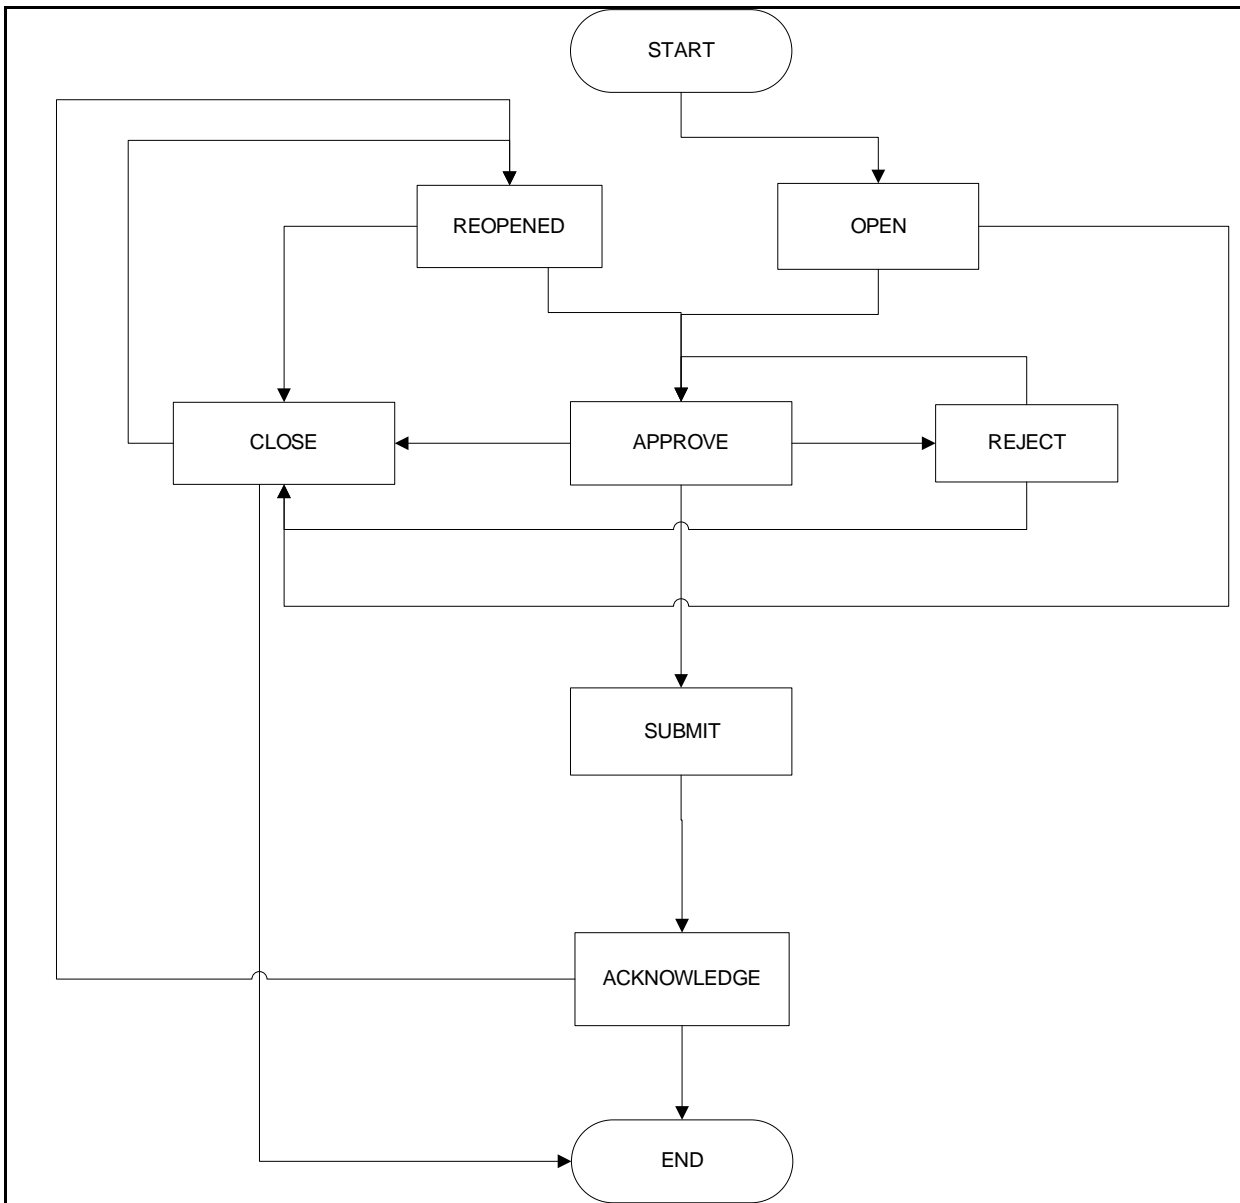 START
REOPENED
OPEN
CLOSE
APPROVE
REJECT
SUBMIT
ACKNOWLEDGE
END